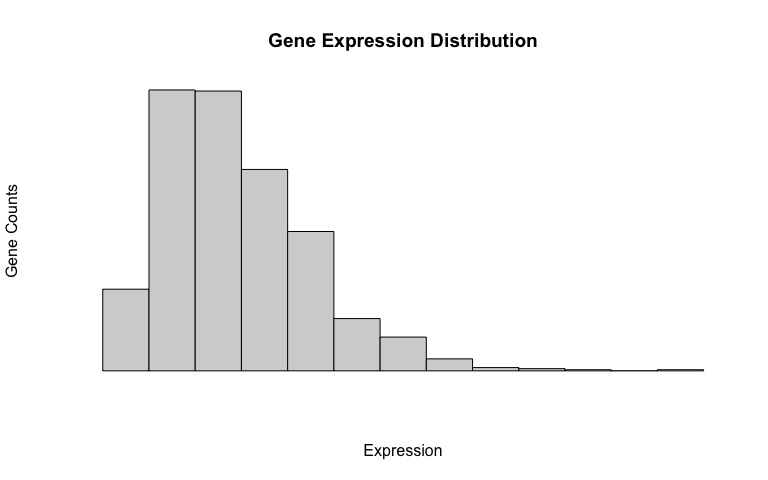 Gene Expression Distribution
Gene Counts
Expression